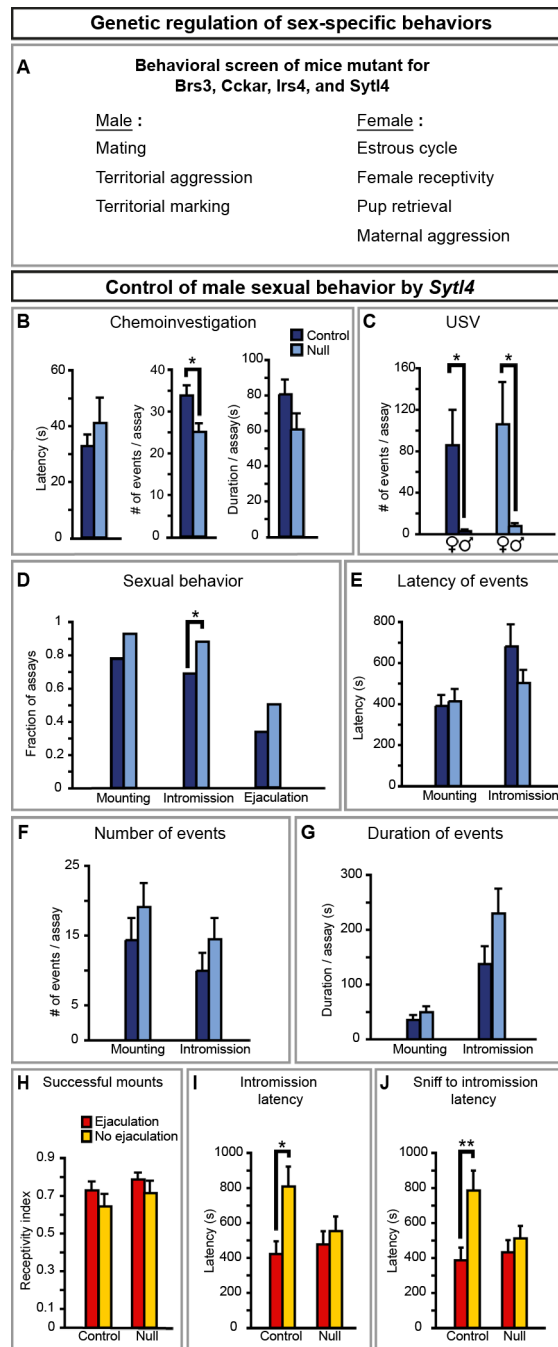 Genetic regulation of sex-specific behaviors
A
Behavioral screen of mice mutant for
Brs3, Cckar, Irs4, and Sytl4
Male :
Mating
Territorial aggression
Territorial marking
Female :
Estrous cycle
Female receptivity
Pup retrieval
Maternal aggression
Control of male sexual behavior by Sytl4
B
Chemoinvestigation
Control
Null
Latency (s)
60
40
20
0
# of events / assay
40
30
20
10
0
*
Duration / assay(s)
100
80
60
40
20
0
C
USV
# of events / assay
160
120
80
40
0
* *
♀♂ ♀♂
D
Sexual behavior
Fraction of assays
1
0.8
0.6
0.4
0.2
0
*
Mounting Intromission Ejaculation
E
Latency of events
Latency (s)
800
600
400
200
0
Mounting Intromission
F
Number of events
# of events / assay
25
15
5
0
Mounting Intromission
G
Duration of events
Duration / assay (s)
300
200
100
0
Mounting Intromission
H
Successful mounts
Ejaculation
No ejaculation
Receptivity index
0.9
0.7
0.5
0.3
0.1
Control Null
I
Intromission
latency
Latency (s)
1000
800
600
400
200
0
*
Control Null
J
Sniff to intromission
latency
Latency (s)
1000
800
600
400
200
0
**
Control Null